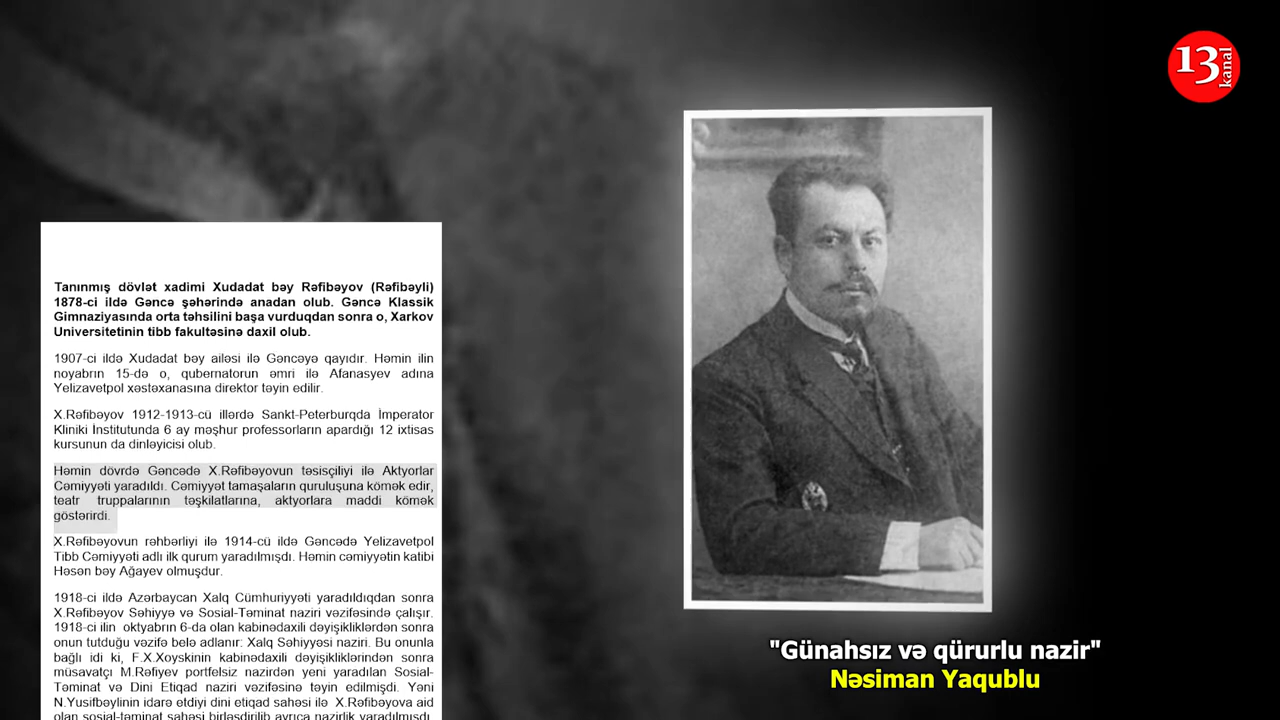 13
kanal
Tanınmış dövlət xadimi Xudadat bəy Rəfibəyov (Rəfibəyli)
1878-ci ildə Gəncə şəhərində anadan olub. Gəncə Klassik
Gimnaziyasında orta təhsilini başa vurduqdan sonra o, Xarkov
Universitetinin tibb fakultəsinə daxil olub.
1907-ci ildə Xudadat bəy ailəsi ilə Gəncəyə qayıdır. Həmin ilin
noyabrın 15-də o, qubernatorun əmri ilə Afanasyev adına
Yelizavetpol xəstəxanasına direktor təyin edilir.
X.Rəfibəyov 1912-1913-cü illərdə Sankt-Peterburqda İmperator
Kliniki İnstitutunda 6 ay məşhur professorların apardığı 12 ixtisas
kursunun da dinləyicisi olub.
Həmin dövrdə Gəncədə X.Rəfibəyovun təsisçiliyi ilə Aktyorlar
Cəmiyyəti yaradıldı. Cəmiyyət tamaşaların quruluşuna kömək edir,
teatr truppalarının təşkilatlarına, aktyorlara maddi kömək
göstərirdi.
X.Rəfibəyovun rəhbərliyi ilə 1914-cü ildə Gəncədə Yelizavetpol
Tibb Cəmiyyəti adlı ilk qurum yaradılmışdı. Həmin cəmiyyətin katibi
Həsən bəy Ağayev olmuşdur.
1918-ci ildə Azərbaycan Xalq Cümhuriyyəti yaradıldıqdan sonra
X.Rəfibəyov Səhiyyə və Sosial-Təminat naziri vəzifəsində çalışır.
1918-ci ilin oktyabrın 6-da olan kabinədaxili dəyişikliklərdən sonra
onun tutduğu vəzifə belə adlanır: Xalq Səhiyyəsi naziri. Bu onunla
bağlı idi ki, F.X.Xoyskinin kabinədaxili dəyişikliklərindən sonra
müsavatçı M.Rəfiyev portfelsiz nazirdən yeni yaradılan Sosial-
Təminat və Dini Etiqad naziri vəzifəsinə təyin edilmişdi. Yəni
N.Yusifbəylinin idarə etdiyi dini etiqad sahəsi ilə X.Rəfibəyova aid
olan sosial-təminat sahəsi birləşdirilib ayrıca nazirlik yaradılmışdı.
"Günahsız və qürurlu nazir"
Nəsiman Yaqublu